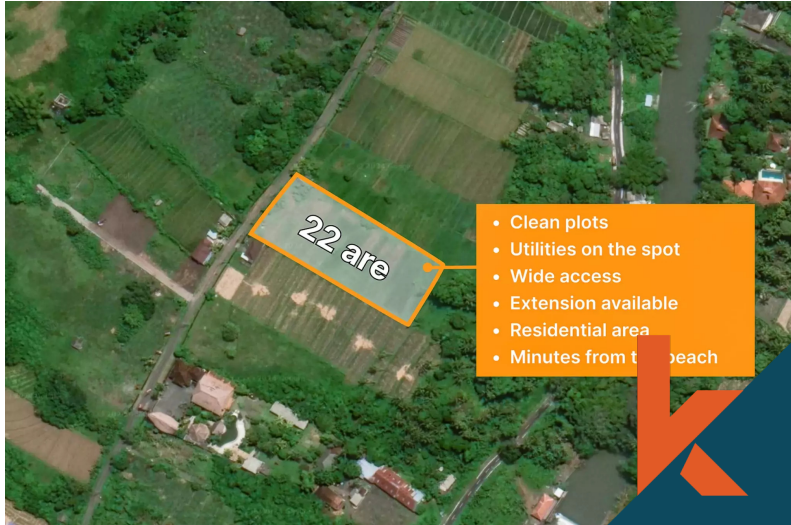 22 are
• Clean plots
• Utilities on the spot
• Wide access
• Extension available
• Residential area
• Minutes from t beach